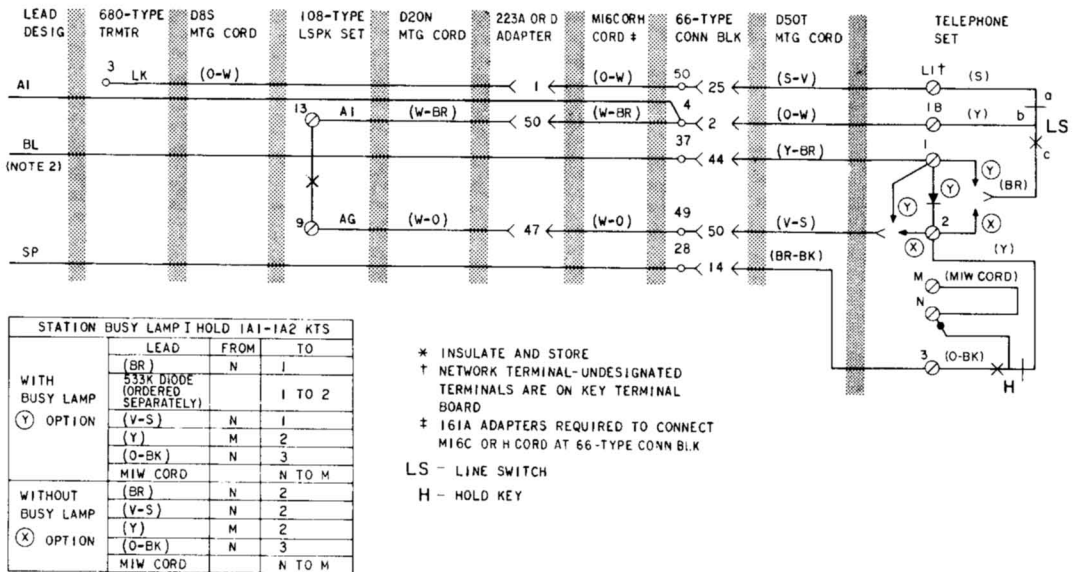 LEAD DESIG 680-TYPE TRMTR D8S MTG CORD 108-TYPE LSPK SET D20N MTG CORD 223A OR D ADAPTER M16CORH CORD ‡ 66-TYPE CONN BLK D50T MTG CORD TELEPHONE SET
3 LK (O-W) 1 (O-W) 50 25 (S-V) L1† (S)
A1 a
13 A1 (W-BR) 50 (W-BR) 4 2 (O-W) 18 (Y) b LS
BL 37 44 (Y-BR) 1 c
(NOTE 2) Y Y Y (BR)
9 AG (W-O) 47 (W-O) 49 50 (V-S) X 2 X
SP 28 14 (BR-BK) (Y)
M (MIW CORD)
N
3 (O-BK) H
STATION BUSY LAMP I HOLD 1A1-1A2 KTS
LEAD FROM TO
WITH BUSY LAMP Y OPTION
(BR) N 1
533K DIODE (ORDERED SEPARATELY) 1 TO 2
(V-S) N 1
(Y) M 2
(O-BK) N 3
MIW CORD N TO M
WITHOUT BUSY LAMP X OPTION
(BR) N 2
(V-S) N 2
(Y) M 2
(O-BK) N 3
MIW CORD N TO M
* INSULATE AND STORE
† NETWORK TERMINAL-UNDESIGNATED
TERMINALS ARE ON KEY TERMINAL
BOARD
‡ 161A ADAPTERS REQUIRED TO CONNECT
M16C OR H CORD AT 66-TYPE CONN BLK
LS - LINE SWITCH
H - HOLD KEY